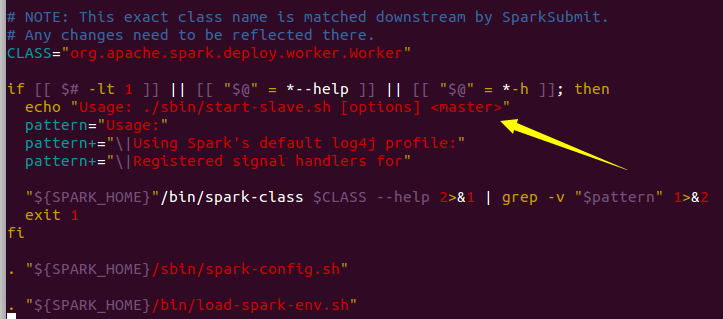 # NOTE: This exact class name is matched downstream by SparkSubmit.
# Any changes need to be reflected there.
CLASS="org.apache.spark.deploy.worker.Worker"
if [[ $# -lt 1 ]] || [[ "$@" = *--help ]] || [[ "$@" = *-h ]]; then
  echo "Usage: ./sbin/start-slave.sh [options] <master>"
  pattern="Usage:"
  pattern+="\|Using Spark's default log4j profile:"
  pattern+="\|Registered signal handlers for"
  "${SPARK_HOME}"/bin/spark-class $CLASS --help 2>&1 | grep -v "$pattern" 1>&2
  exit 1
fi
. "${SPARK_HOME}/sbin/spark-config.sh"
. "${SPARK_HOME}/bin/load-spark-env.sh"